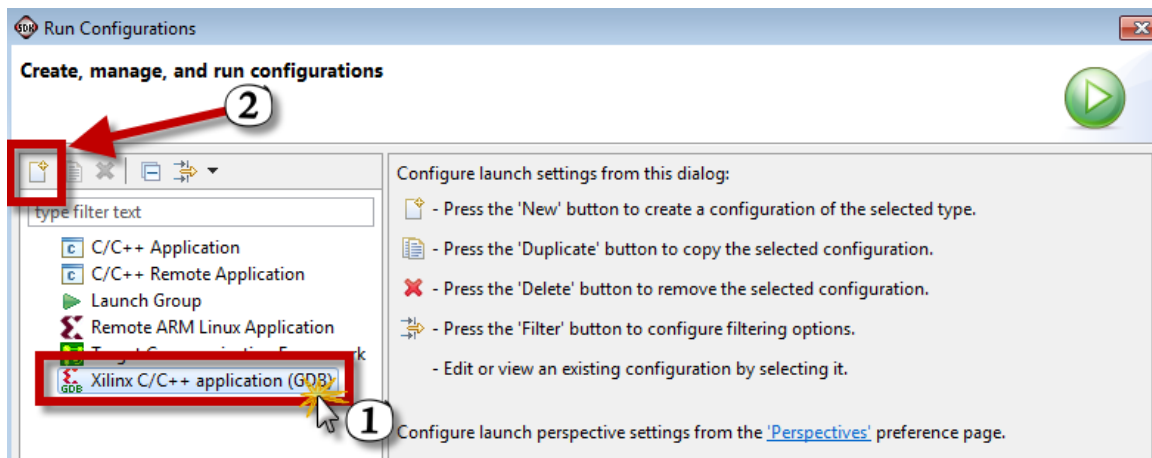 SDK Run Configurations
Create, manage, and run configurations
2
type filter text
C/C++ Application
C/C++ Remote Application
Launch Group
Remote ARM Linux Application
Xilinx C/C++ application (GDB)
1
Configure launch settings from this dialog:
- Press the 'New' button to create a configuration of the selected type.
- Press the 'Duplicate' button to copy the selected configuration.
- Press the 'Delete' button to remove the selected configuration.
- Press the 'Filter' button to configure filtering options.
- Edit or view an existing configuration by selecting it.
Configure launch perspective settings from the 'Perspectives' preference page.